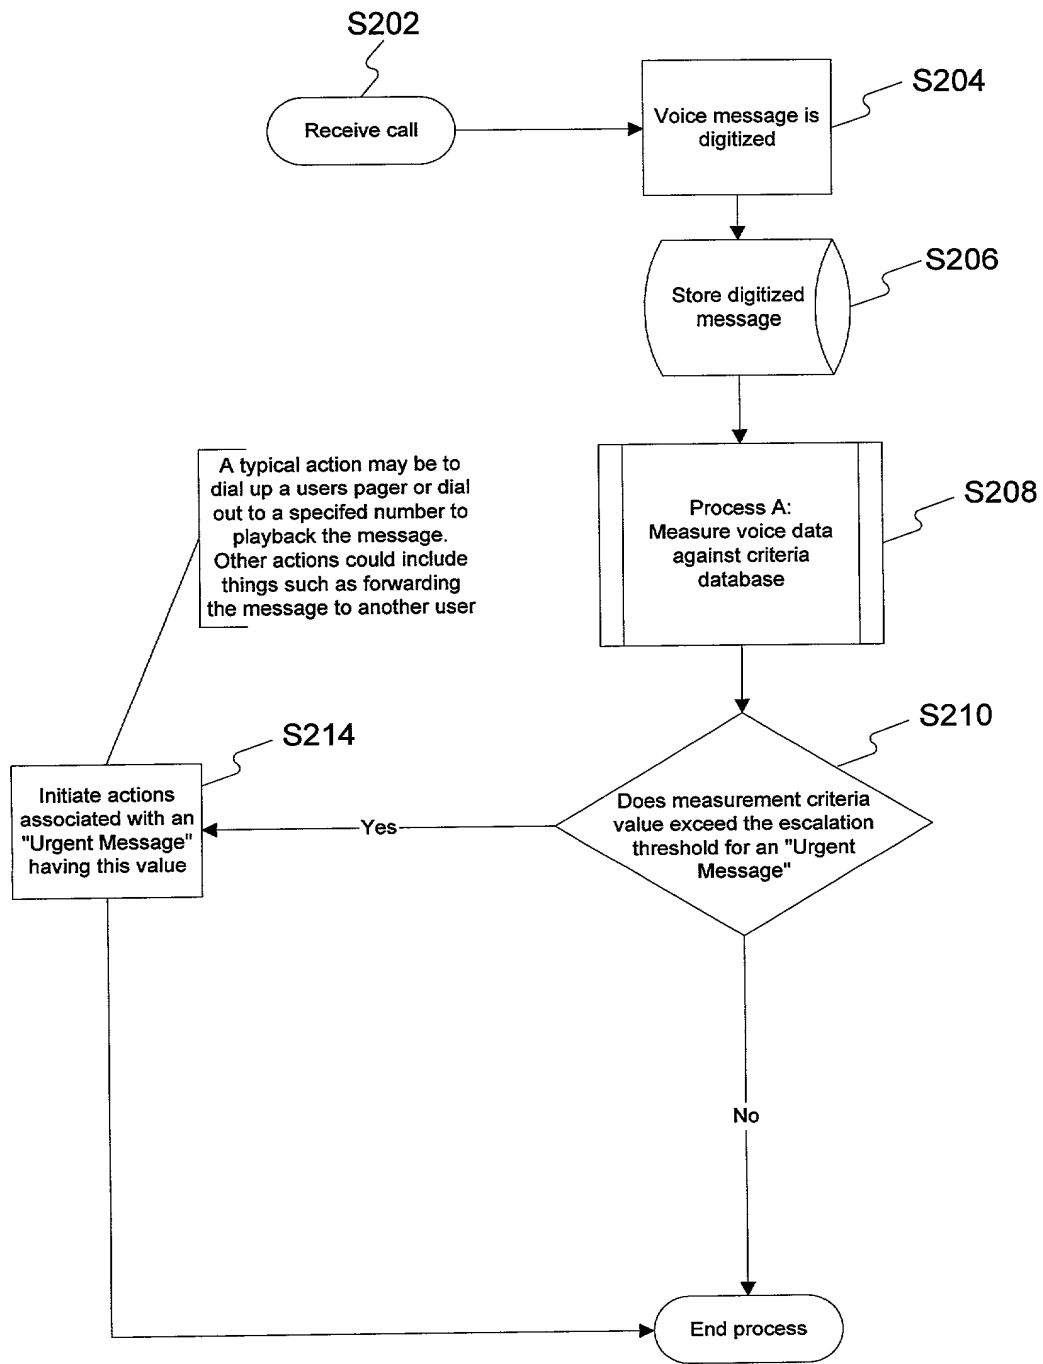 S202
Receive call
S204
Voice message is
digitized
S206
Store digitized
message
S208
Process A:
Measure voice data
against criteria
database
A typical action may be to
dial up a users pager or dial
out to a specifed number to
playback the message.
Other actions could include
things such as forwarding
the message to another user
S210
Does measurement criteria
value exceed the escalation
threshold for an "Urgent
Message"
S214
Initiate actions
associated with an
"Urgent Message"
having this value
Yes
No
End process